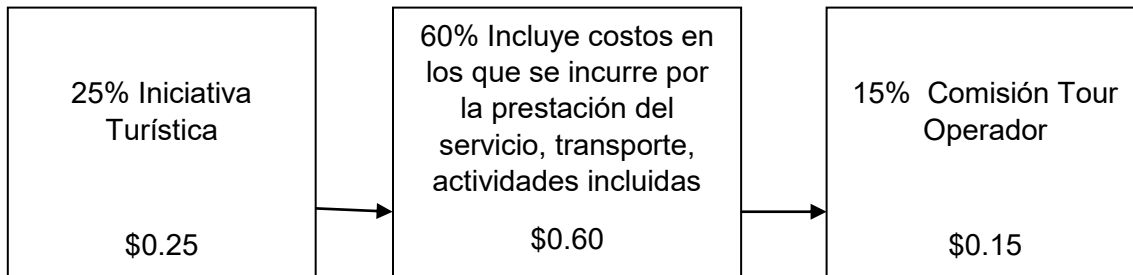 25% Iniciativa
Turística
$0.25
60% Incluye costos en
los que se incurre por
la prestación del
servicio, transporte,
actividades incluidas
$0.60
15%  Comisión Tour
Operador
$0.15